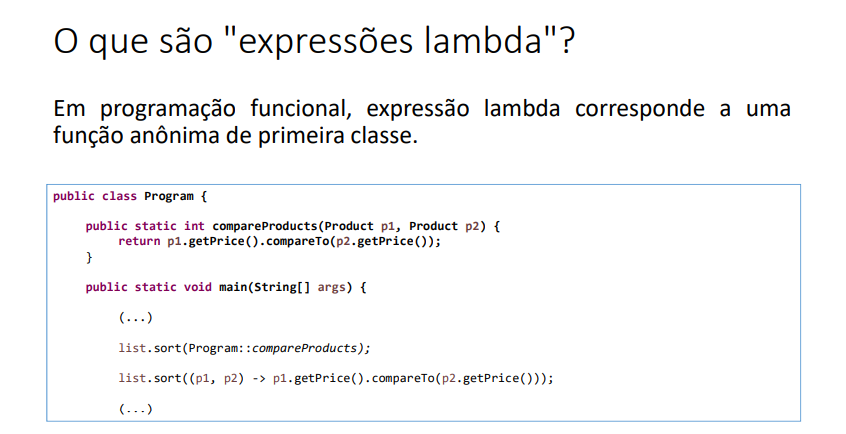 O que são "expressões lambda"?
Em programação funcional, expressão lambda corresponde a uma
função anônima de primeira classe.
public class Program {
public static int compareProducts(Product p1, Product p2) {
return p1.getPrice().compareTo(p2.getPrice());
}
public static void main(String[] args) {
(...)
list.sort(Program::compareProducts);
list.sort((p1, p2) -> p1.getPrice().compareTo(p2.getPrice()));
(...)